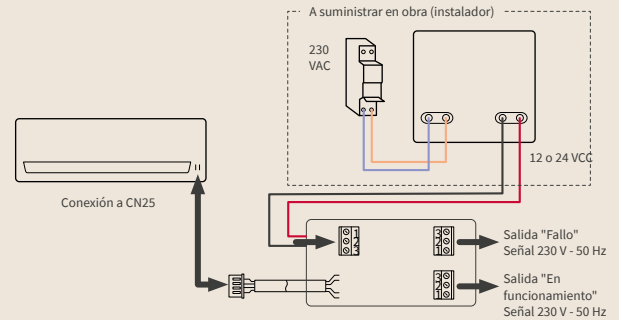 A suministrar en obra (instalador)
230
VAC
12 o 24 VCC
Conexión a CN25
1
2
3
3
2
1
Salida "Fallo"
Señal 230 V - 50 Hz
3
2
1
Salida "En
funcionamiento"
Señal 230 V - 50 Hz